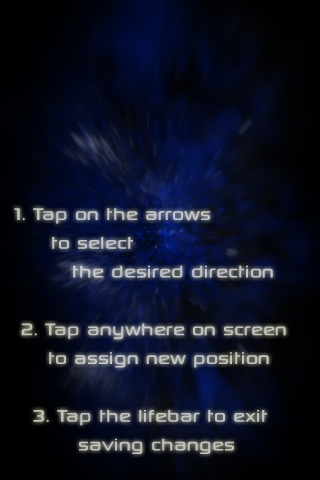 1. Tap on the arrows
to select
the desired direction
2. Tap anywhere on screen
to assign new position
3. Tap the lifebar to exit
saving changes